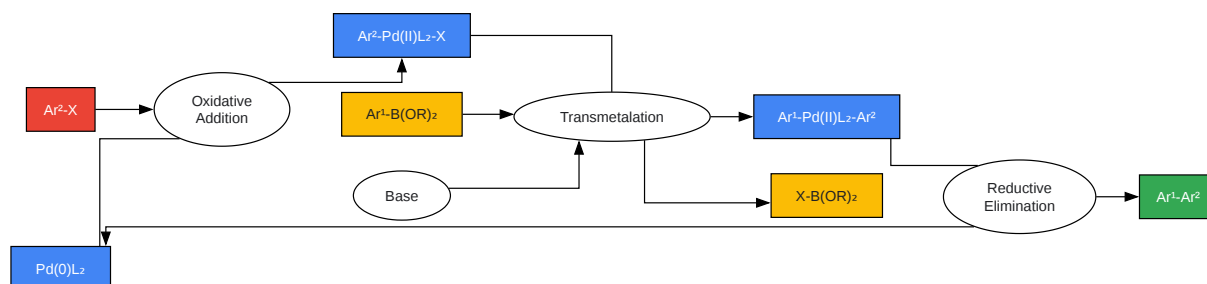 Ar²-Pd(II)L₂-X
Ar²-X
Oxidative
Addition
Ar¹-B(OR)₂
Transmetalation
Ar¹-Pd(II)L₂-Ar²
Base
X-B(OR)₂
Reductive
Elimination
Ar¹-Ar²
Pd(0)L₂